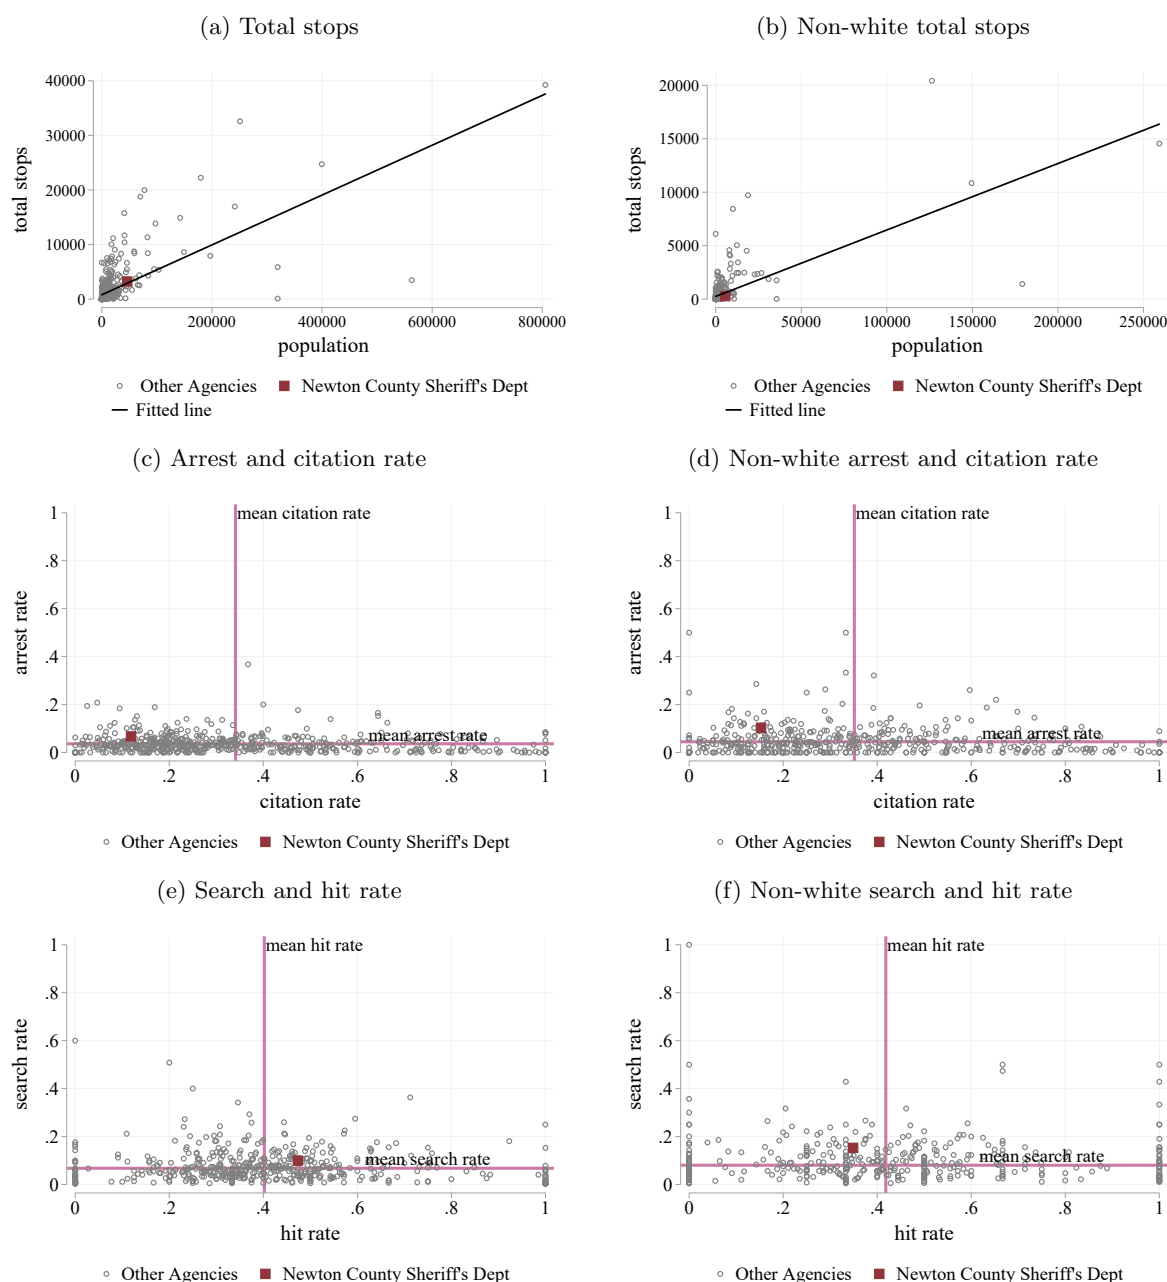 (a) Total stops
(b) Non-white total stops
total stops
40000
30000
20000
10000
0
0 200000 400000 600000 800000
population
Other Agencies Newton County Sheriff's Dept
Fitted line
total stops
20000
15000
10000
5000
0
0 50000 100000 150000 200000 250000
population
Other Agencies Newton County Sheriff's Dept
Fitted line
(c) Arrest and citation rate
(d) Non-white arrest and citation rate
arrest rate
1
.8
.6
.4
.2
0
mean citation rate
mean arrest rate
0 .2 .4 .6 .8 1
citation rate
Other Agencies Newton County Sheriff's Dept
arrest rate
1
.8
.6
.4
.2
0
mean citation rate
mean arrest rate
0 .2 .4 .6 .8 1
citation rate
Other Agencies Newton County Sheriff's Dept
(e) Search and hit rate
(f) Non-white search and hit rate
search rate
1
.8
.6
.4
.2
0
mean hit rate
mean search rate
0 .2 .4 .6 .8 1
hit rate
Other Agencies Newton County Sheriff's Dept
search rate
1
.8
.6
.4
.2
0
mean hit rate
mean search rate
0 .2 .4 .6 .8 1
hit rate
Other Agencies Newton County Sheriff's Dept